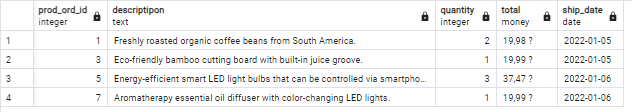 prod_ord_id descriptipon quantity total ship_date
integer text integer money date
1 1 Freshly roasted organic coffee beans from South America. 2 19,98 ? 2022-01-05
2 3 Eco-friendly bamboo cutting board with built-in juice groove. 1 19,99 ? 2022-01-05
3 5 Energy-efficient smart LED light bulbs that can be controlled via smartpho... 3 37,47 ? 2022-01-06
4 7 Aromatherapy essential oil diffuser with color-changing LED lights. 1 19,99 ? 2022-01-06